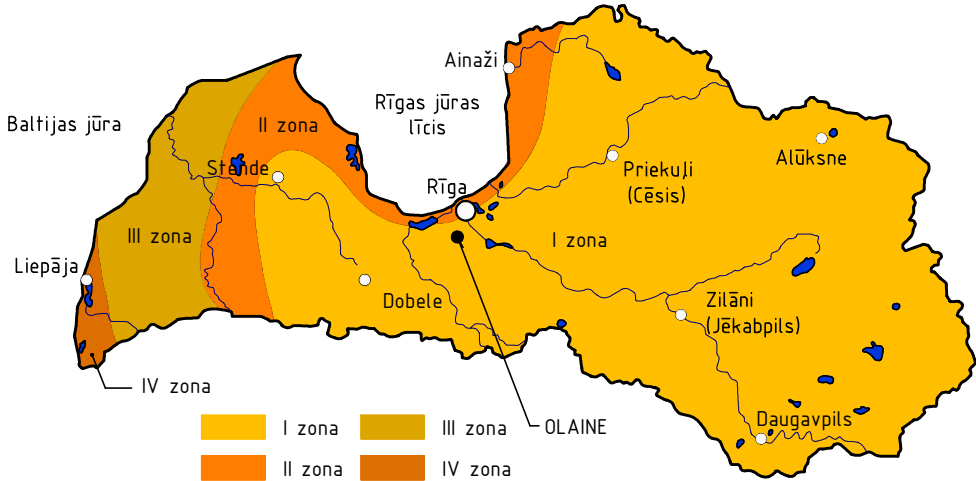 Ainaži
Rīgas jūras
līcis
Baltijas jūra
II zona
Stende
Rīga
Priekuļi
(Cēsis)
Alūksne
III zona
I zona
Liepāja
Dobele
Zilāni
(Jēkabpils)
IV zona
OLAINE
Daugavpils
I zona
III zona
II zona
IV zona